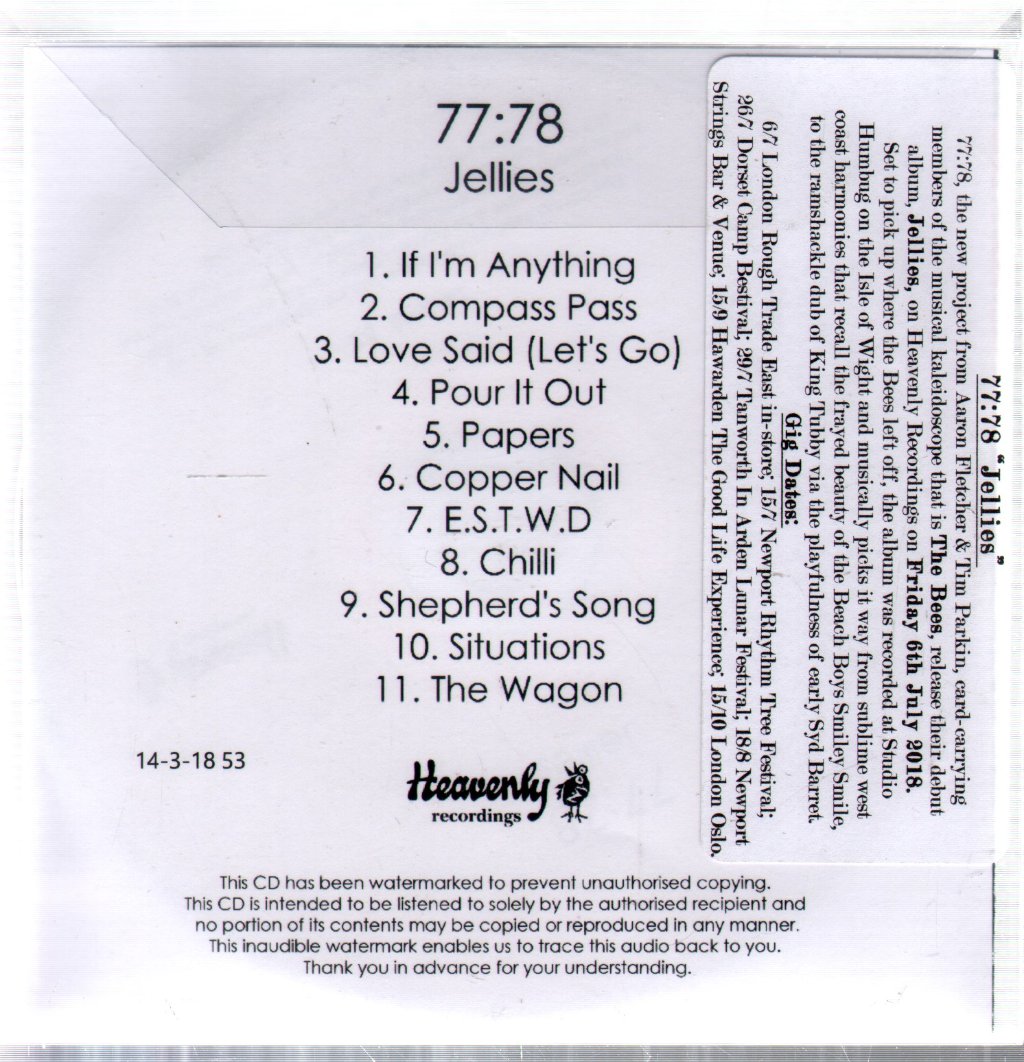 77:78
Jellies
1. If I'm Anything
2. Compass Pass
3. Love Said (Let's Go)
4. Pour It Out
5. Papers
6. Copper Nail
7. E.S.T.W.D
8. Chilli
9. Shepherd's Song
10. Situations
11. The Wagon
14-3-18 53
Heavenly
recordings
This CD has been watermarked to prevent unauthorised copying.
This CD is intended to be listened to solely by the authorised recipient and
no portion of its contents may be copied or reproduced in any manner.
This inaudible watermark enables us to trace this audio back to you.
Thank you in advance for your understanding.
77:78 “Jellies”
77:78, the new project from Aaron Fletcher & Tim Parkin, card-carrying
members of the musical kaleidoscope that is The Bees, release their debut
album, Jellies, on Heavenly Recordings on Friday 6th July 2018.
Set to pick up where the Bees left off, the album was recorded at Studio
Humbug on the Isle of Wight and musically picks it way from sublime west
coast harmonies that recall the frayed beauty of the Beach Boys Smiley Smile,
to the ramshackle dub of King Tubby via the playfulness of early Syd Barret.
Gig Dates:
6/7 London Rough Trade East in-store; 15/7 Newport Rhythm Tree Festival;
26/7 Dorset Camp Bestival; 29/7 Tanworth In Arden Lunar Festival; 18/8 Newport
Strings Bar & Venue; 15/9 Hawarden The Good Life Experience; 15/10 London Oslo.